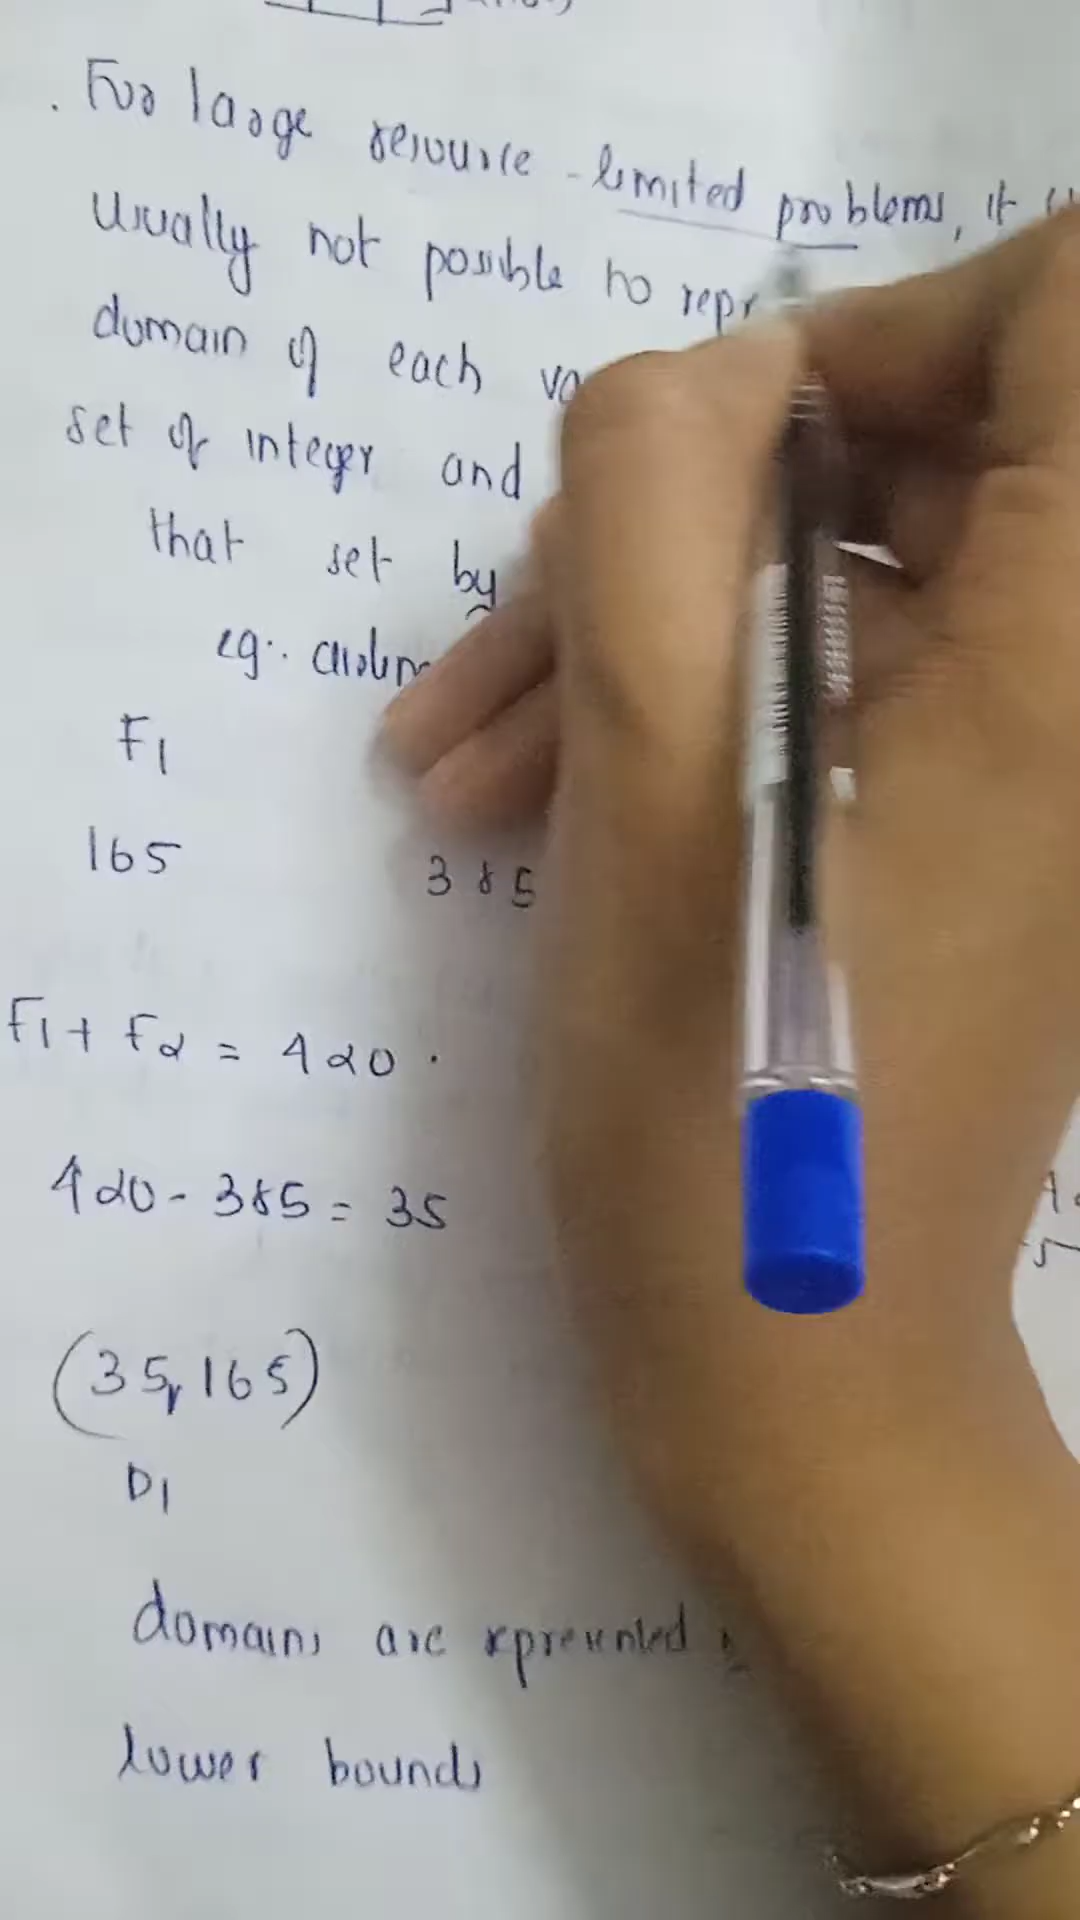 . For large resource-limited problems, it
usually not possible to repr
domain of each va
set of integer and
that set by
eg:.
F1
165 385
F1 + F2 = 420 .
420 - 385 = 35
(35, 165)
D1
domains are represented
lower bounds